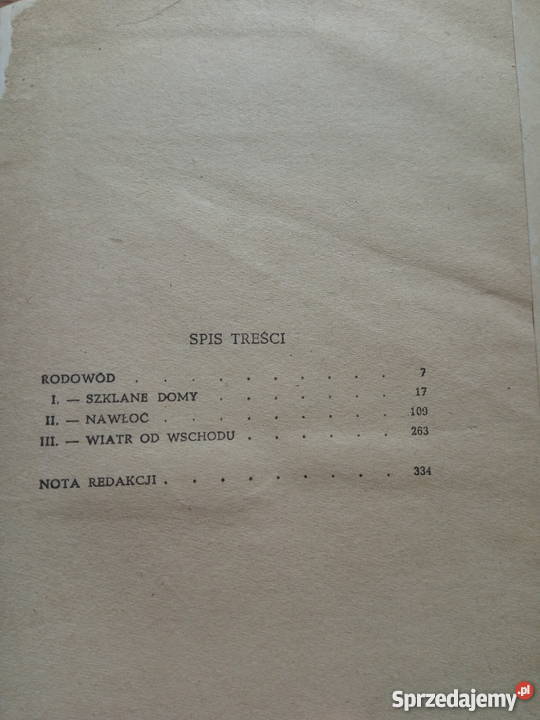 SPIS TREŚCI
RODOWÓD . . . . . . . . . . 7
I. — SZKLANE DOMY . . . . . . . 17
II. — NAWŁOĆ . . . . . . . . 109
III. — WIATR OD WSCHODU . . . . . . 263
NOTA REDAKCJI . . . . . . . . . 334
Sprzedajemy.pl